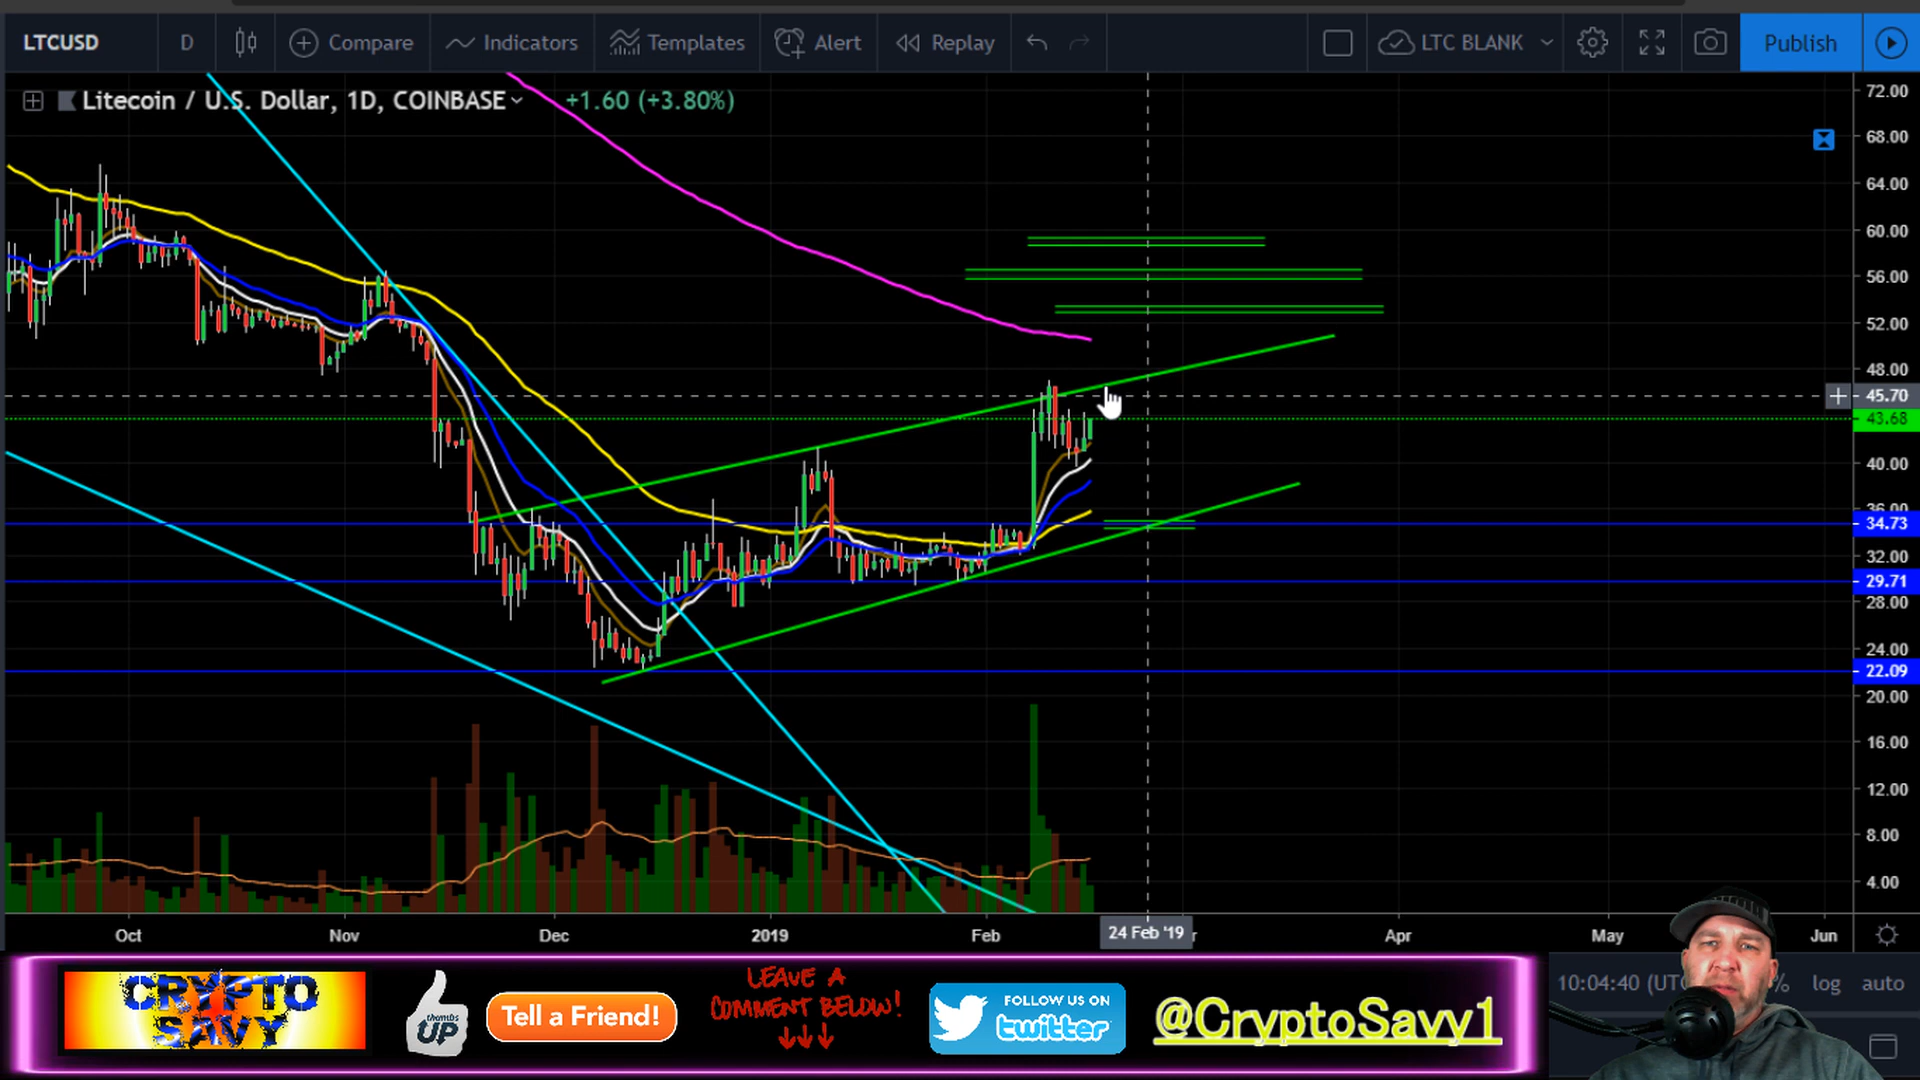 LTCUSD D Compare Indicators Templates Alert Replay LTC BLANK Publish
Litecoin / U.S. Dollar, 1D, COINBASE +1.60 (+3.80%)
72.00
68.00
64.00
60.00
56.00
52.00
48.00
45.70
43.68
40.00
36.00
34.73
32.00
29.71
28.00
24.00
22.09
20.00
16.00
12.00
8.00
4.00
Oct Nov Dec 2019 Feb 24 Feb '19 Apr May Jun
10:04:40 (UTC % log auto
CRYPTO
SAVY
thumbs
UP
Tell a Friend!
LEAVE A
COMMENT BELOW!
FOLLOW US ON
twitter
@CryptoSavy1